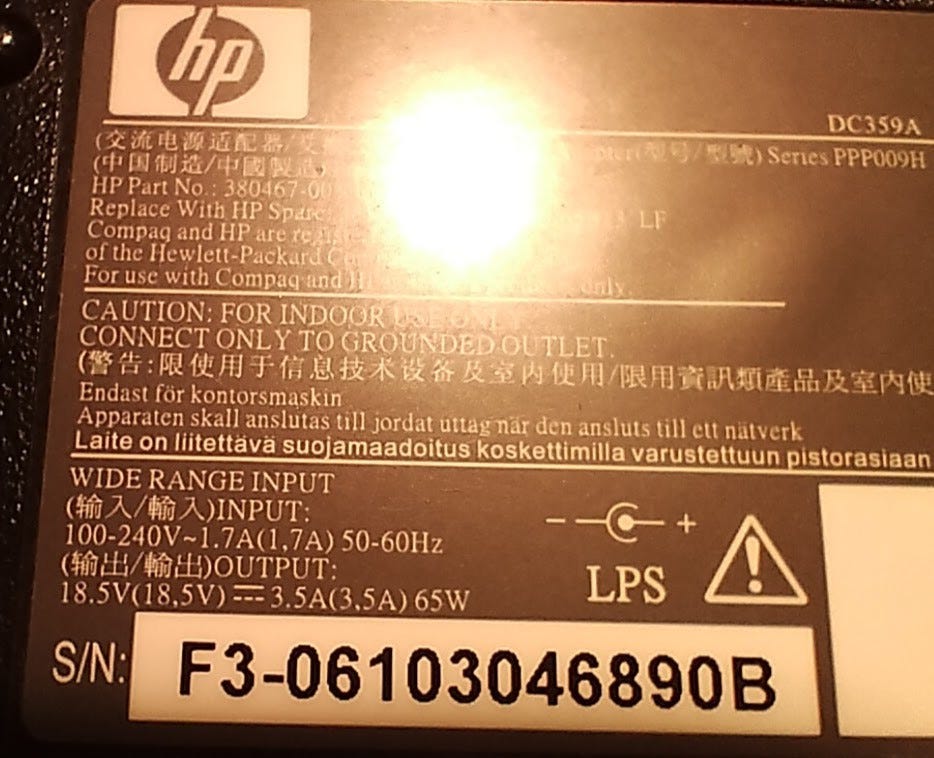 hp
DC359A
(交流电源适配器/
(型号/型號) Series PPP009H
(中国制造/中國製造)
HP Part No.: 380467-00
Replace With HP Spare LF
Compaq and HP are
of the Hewlett-Packard
For use with Compaq and only.
CAUTION: FOR INDOOR USE ONLY
CONNECT ONLY TO GROUNDED OUTLET.
(警告:限使用于信息技术设备及室内使用/限用資訊類產品及室內使
Endast för kontorsmaskin
Apparaten skall anslutas till jordat uttag när den ansluts till ett nätverk
Laite on liitettävä suojamaadoitus koskettimilla varustettuun pistorasiaan
WIDE RANGE INPUT
(输入/輸入)INPUT:
100-240V~1.7A(1,7A) 50-60Hz
(输出/輸出)OUTPUT:
18.5V(18,5V) ⎓ 3.5A(3,5A) 65W
LPS
S/N: F3-06103046890B